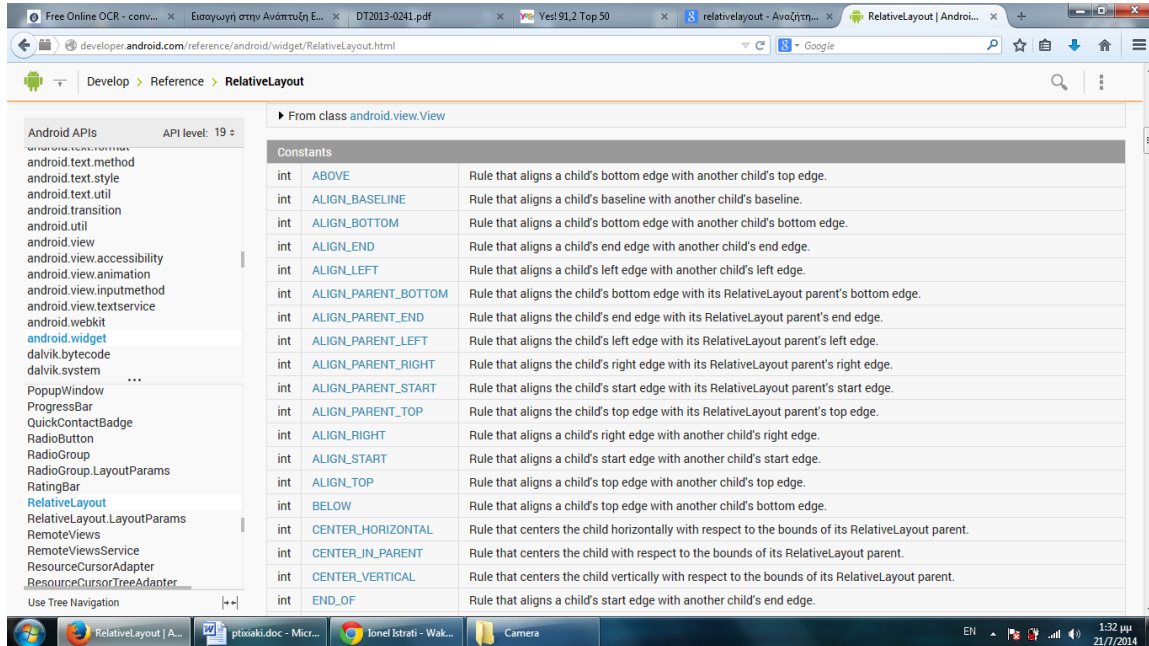 Free Online OCR - conv... × Εισαγωγή στην Ανάπτυξη Ε... × DT2013-0241.pdf × Yes! 91,2 Top 50 × relativelayout - Αναζήτη... × RelativeLayout | Androi... × +
developer.android.com/reference/android/widget/RelativeLayout.html Google
Develop > Reference > RelativeLayout
From class android.view.View
Android APIs API level: 19
android.text.format
android.text.method
android.text.style
android.text.util
android.transition
android.util
android.view
android.view.accessibility
android.view.animation
android.view.inputmethod
android.view.textservice
android.webkit
android.widget
dalvik.bytecode
dalvik.system
PopupWindow
ProgressBar
QuickContactBadge
RadioButton
RadioGroup
RadioGroup.LayoutParams
RatingBar
RelativeLayout
RelativeLayout.LayoutParams
RemoteViews
RemoteViewsService
ResourceCursorAdapter
ResourceCursorTreeAdapter
Use Tree Navigation
Constants
int ABOVE Rule that aligns a child's bottom edge with another child's top edge.
int ALIGN_BASELINE Rule that aligns a child's baseline with another child's baseline.
int ALIGN_BOTTOM Rule that aligns a child's bottom edge with another child's bottom edge.
int ALIGN_END Rule that aligns a child's end edge with another child's end edge.
int ALIGN_LEFT Rule that aligns a child's left edge with another child's left edge.
int ALIGN_PARENT_BOTTOM Rule that aligns the child's bottom edge with its RelativeLayout parent's bottom edge.
int ALIGN_PARENT_END Rule that aligns the child's end edge with its RelativeLayout parent's end edge.
int ALIGN_PARENT_LEFT Rule that aligns the child's left edge with its RelativeLayout parent's left edge.
int ALIGN_PARENT_RIGHT Rule that aligns the child's right edge with its RelativeLayout parent's right edge.
int ALIGN_PARENT_START Rule that aligns the child's start edge with its RelativeLayout parent's start edge.
int ALIGN_PARENT_TOP Rule that aligns the child's top edge with its RelativeLayout parent's top edge.
int ALIGN_RIGHT Rule that aligns a child's right edge with another child's right edge.
int ALIGN_START Rule that aligns a child's start edge with another child's start edge.
int ALIGN_TOP Rule that aligns a child's top edge with another child's top edge.
int BELOW Rule that aligns a child's top edge with another child's bottom edge.
int CENTER_HORIZONTAL Rule that centers the child horizontally with respect to the bounds of its RelativeLayout parent.
int CENTER_IN_PARENT Rule that centers the child with respect to the bounds of its RelativeLayout parent.
int CENTER_VERTICAL Rule that centers the child vertically with respect to the bounds of its RelativeLayout parent.
int END_OF Rule that aligns a child's start edge with another child's end edge.
RelativeLayout | A... ptixiaki.doc - Micr... Ionel Istrati - Wak... Camera EN 1:32 μμ
21/7/2014